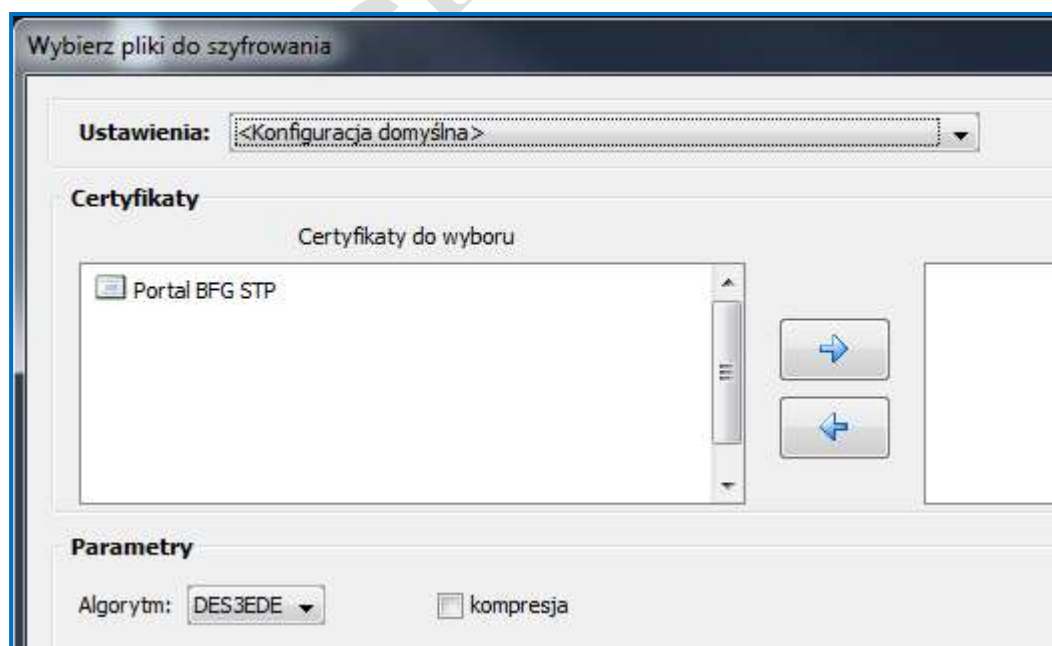 Wybierz pliki do szyfrowania
Ustawienia: <Konfiguracja domyślna>
Certyfikaty
Certyfikaty do wyboru
Portal BFG STP
Parametry
Algorytm: DES3EDE kompresja